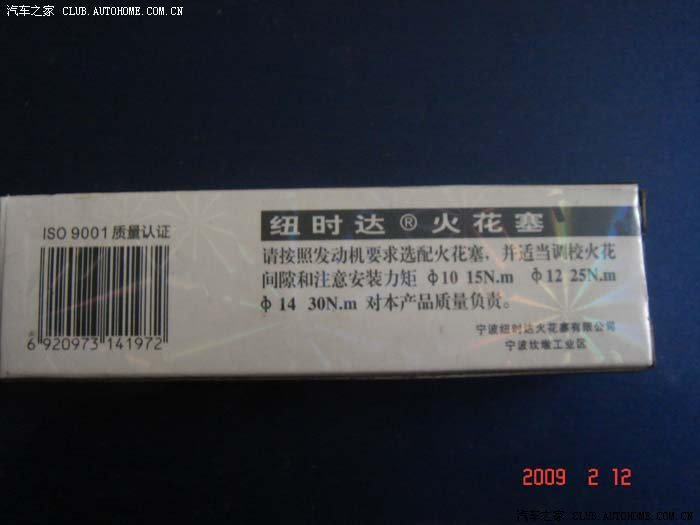 汽车之家 CLUB.AUTOHOME.COM.CN
ISO 9001 质量认证
6 920973 141972
纽时达®火花塞
请按照发动机要求选配火花塞，并适当调校火花
间隙和注意安装力矩 ф10 15N.m ф12 25N.m
ф 14 30N.m 对本产品质量负责。
宁波纽时达火花塞有限公司
宁波坎墩工业区
2009 2 12
汽车之家 CLUB.AUTOHOME.COM.CN